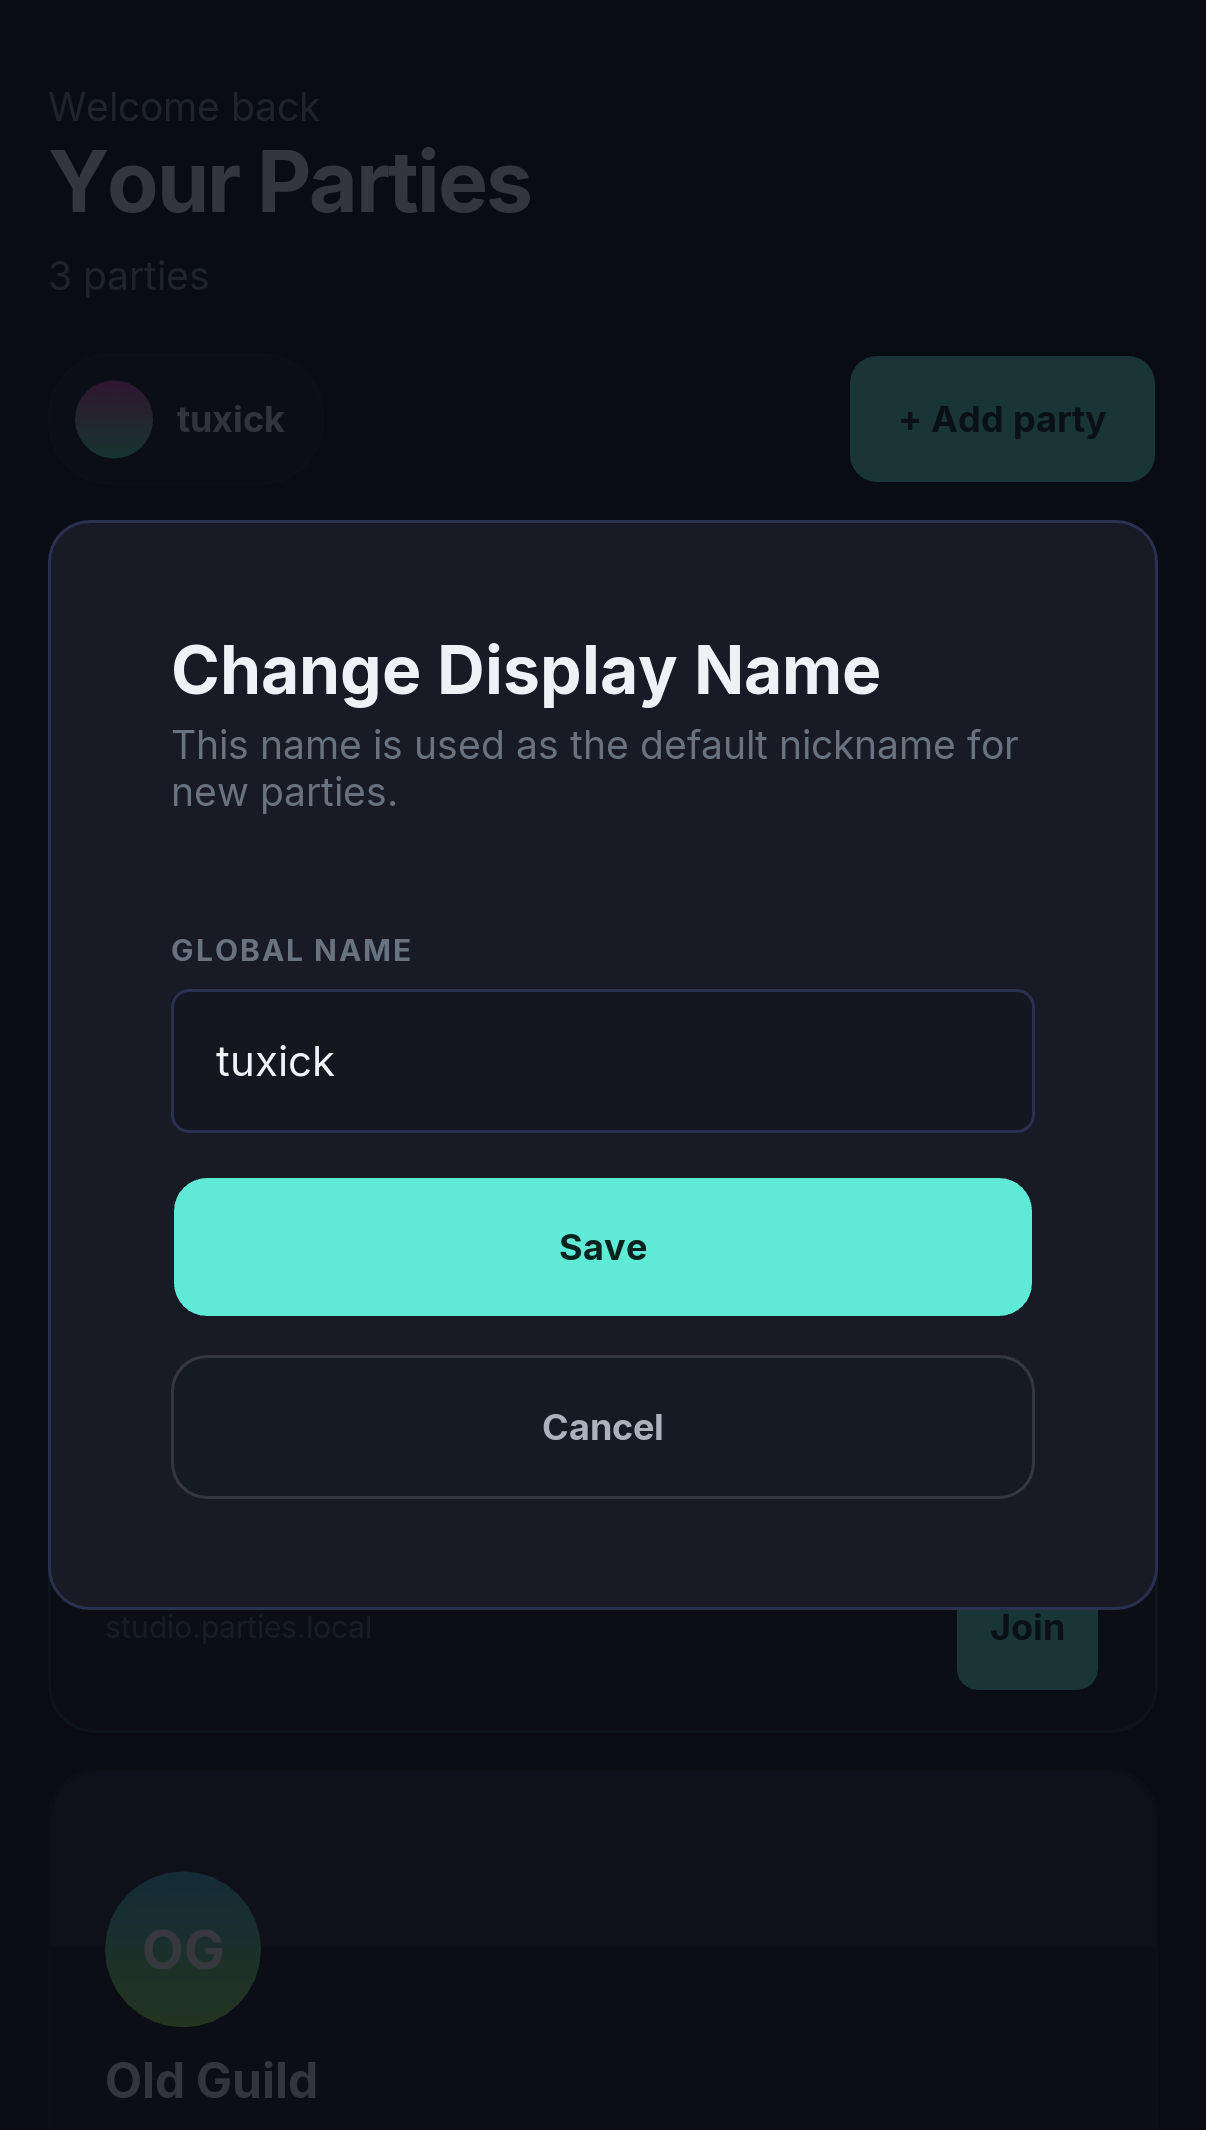 Welcome back
Your Parties
3 parties
tuxick
+ Add party
Change Display Name
This name is used as the default nickname for
new parties.
GLOBAL NAME
tuxick
Save
Cancel
studio.parties.local
Join
OG
Old Guild